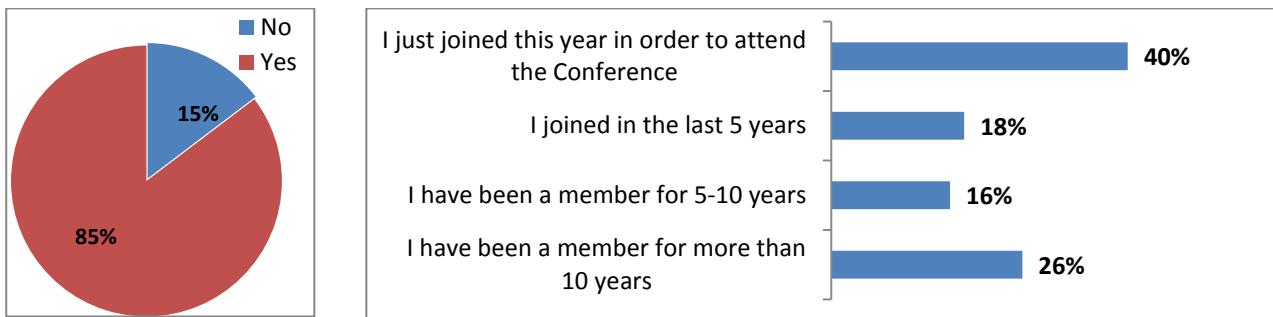 No
Yes
15%
85%
I just joined this year in order to attend
the Conference
40%
I joined in the last 5 years
18%
I have been a member for 5-10 years
16%
I have been a member for more than
10 years
26%